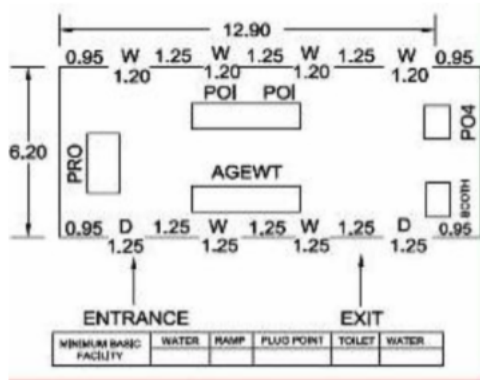 12.90
0.95 W 1.25 W 1.25 W 1.25 W 0.95
1.20 1.20 1.20 1.20
POI POI
PO4
6.20
PRO
AGEWT
BOOTH
0.95 D 1.25 W 1.25 W 1.25 D 0.95
1.25 1.25 1.25 1.25
ENTRANCE EXIT
MINIMUM BASIC FACILITY WATER RAMP PLUG POINT TOILET WATER